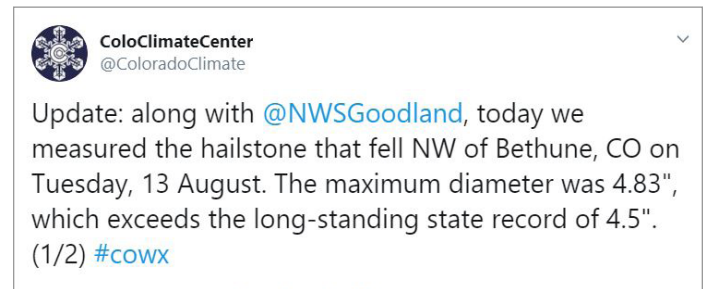 ColoClimateCenter
@ColoradoClimate
Update: along with @NWSGoodland, today we
measured the hailstone that fell NW of Bethune, CO on
Tuesday, 13 August. The maximum diameter was 4.83",
which exceeds the long-standing state record of 4.5".
(1/2) #cowx